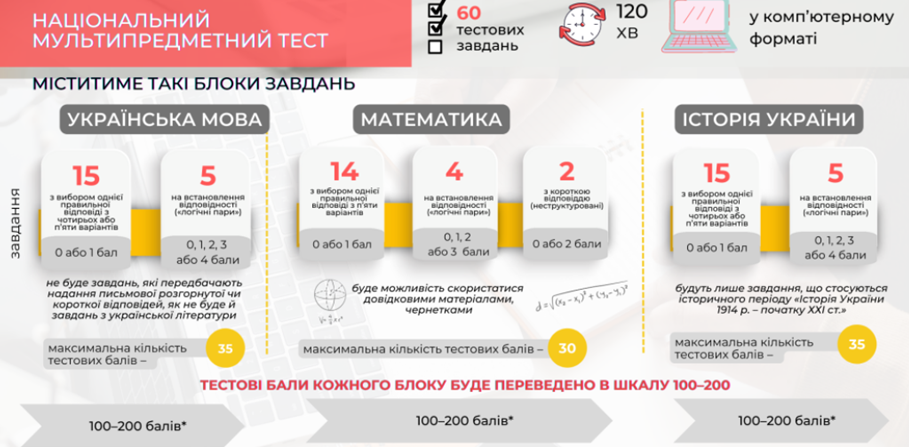 НАЦІОНАЛЬНИЙ
МУЛЬТИПРЕДМЕТНИЙ ТЕСТ
60
тестових
завдань
120
ХВ
у комп'ютерному
форматі
МІСТИТИМЕ ТАКІ БЛОКИ ЗАВДАНЬ
завдання
УКРАЇНСЬКА МОВА
15
з вибором однієї
правильної
відповіді з
чотирьох або
п'яти варіантів
0 або 1 бал
5
на встановлення
відповідності
(«логічні пари»)
0, 1, 2, 3
або 4 бали
не буде завдань, які передбачають
надання письмової розгорнутої чи
короткої відповідей, як не буде й
завдань з української літератури
максимальна кількість
тестових балів –
35
МАТЕМАТИКА
14
з вибором однієї
правильної
відповіді з п'яти
варіантів
0 або 1 бал
4
на встановлення
відповідності
(«логічні пари»)
0, 1, 2
або 3 бали
2
з короткою
відповіддю
(неструктуровані)
0 або 2 бали
буде можливість скористатися
довідковими матеріалами,
чернетками
максимальна кількість тестових балів –
30
ІСТОРІЯ УКРАЇНИ
15
з вибором однієї
правильної
відповіді з
чотирьох або
п'яти варіантів
0 або 1 бал
5
на встановлення
відповідності
(«логічні пари»)
0, 1, 2, 3
або 4 бали
будуть лише завдання, що стосуються
історичного періоду «Історія України
1914 р. – початку XXI ст.»
максимальна кількість
тестових балів –
35
ТЕСТОВІ БАЛИ КОЖНОГО БЛОКУ БУДЕ ПЕРЕВЕДЕНО В ШКАЛУ 100–200
100–200 балів*
100–200 балів*
100–200 балів*